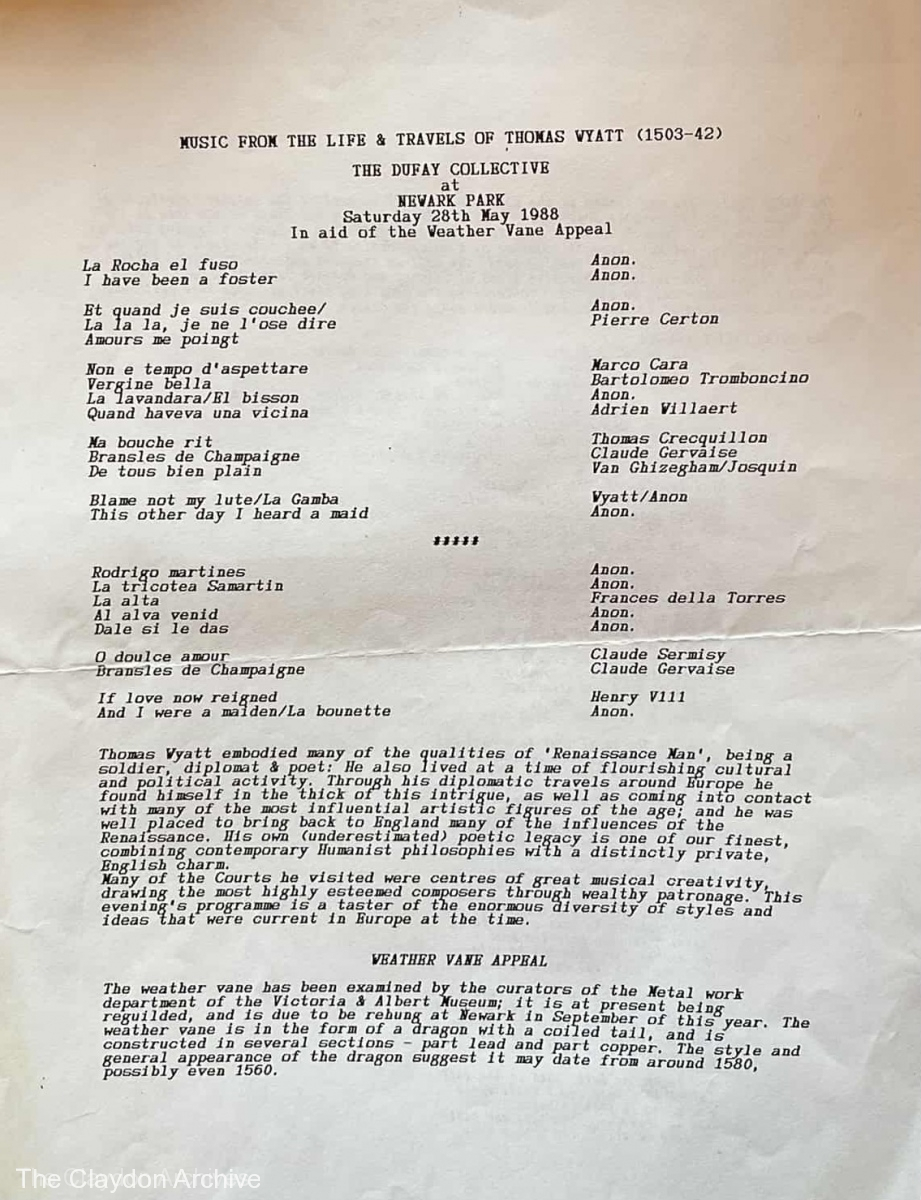 MUSIC FROM THE LIFE & TRAVELS OF THOMAS WYATT (1503-42)
THE DUFAY COLLECTIVE
at
NEWARK PARK
Saturday 28th May 1988
In aid of the Weather Vane Appeal
La Rocha el fuso Anon.
I have been a foster Anon.
Et quand je suis couchee/ Anon.
La la la, je ne l'ose dire Pierre Certon
Amours me poingt
Non e tempo d'aspettare Marco Cara
Vergine bella Bartolomeo Tromboncino
La lavandara/El bisson Anon.
Quand haveva una vicina Adrien Willaert
Ma bouche rit Thomas Crecquillon
Bransles de Champaigne Claude Gervaise
De tous bien plain Van Ghizegham/Josquin
Blame not my lute/La Gamba Wyatt/Anon
This other day I heard a maid Anon.
#####
Rodrigo martines Anon.
La tricotea Samartin Anon.
La alta Frances della Torres
Al alva venid Anon.
Dale si le das Anon.
O doulce amour Claude Sermisy
Bransles de Champaigne Claude Gervaise
If love now reigned Henry V111
And I were a maiden/La bounette Anon.
Thomas Wyatt embodied many of the qualities of 'Renaissance Man', being a
soldier, diplomat & poet: He also lived at a time of flourishing cultural
and political activity. Through his diplomatic travels around Europe he
found himself in the thick of this intrigue, as well as coming into contact
with many of the most influential artistic figures of the age; and he was
well placed to bring back to England many of the influences of the
Renaissance. His own (underestimated) poetic legacy is one of our finest,
combining contemporary Humanist philosophies with a distinctly private,
English charm.
Many of the Courts he visited were centres of great musical creativity,
drawing the most highly esteemed composers through wealthy patronage. This
evening's programme is a taster of the enormous diversity of styles and
ideas that were current in Europe at the time.
WEATHER VANE APPEAL
The weather vane has been examined by the curators of the Metal work
department of the Victoria & Albert Museum; it is at present being
reguilded, and is due to be rehung at Newark in September of this year. The
weather vane is in the form of a dragon with a coiled tail, and is
constructed in several sections - part lead and part copper. The style and
general appearance of the dragon suggest it may date from around 1580,
possibly even 1560.
The Claydon Archive